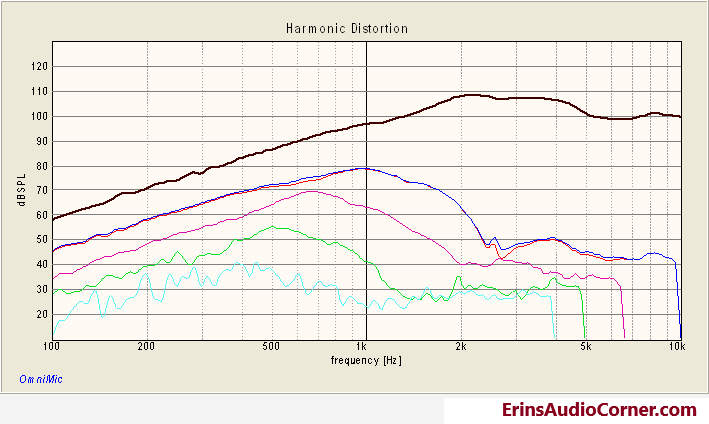 Harmonic Distortion
dBSPL
120
110
100
90
80
70
60
50
40
30
20
100 200 500 1k 2k 5k 10k
frequency [Hz]
OmniMic
ErinsAudioCorner.com